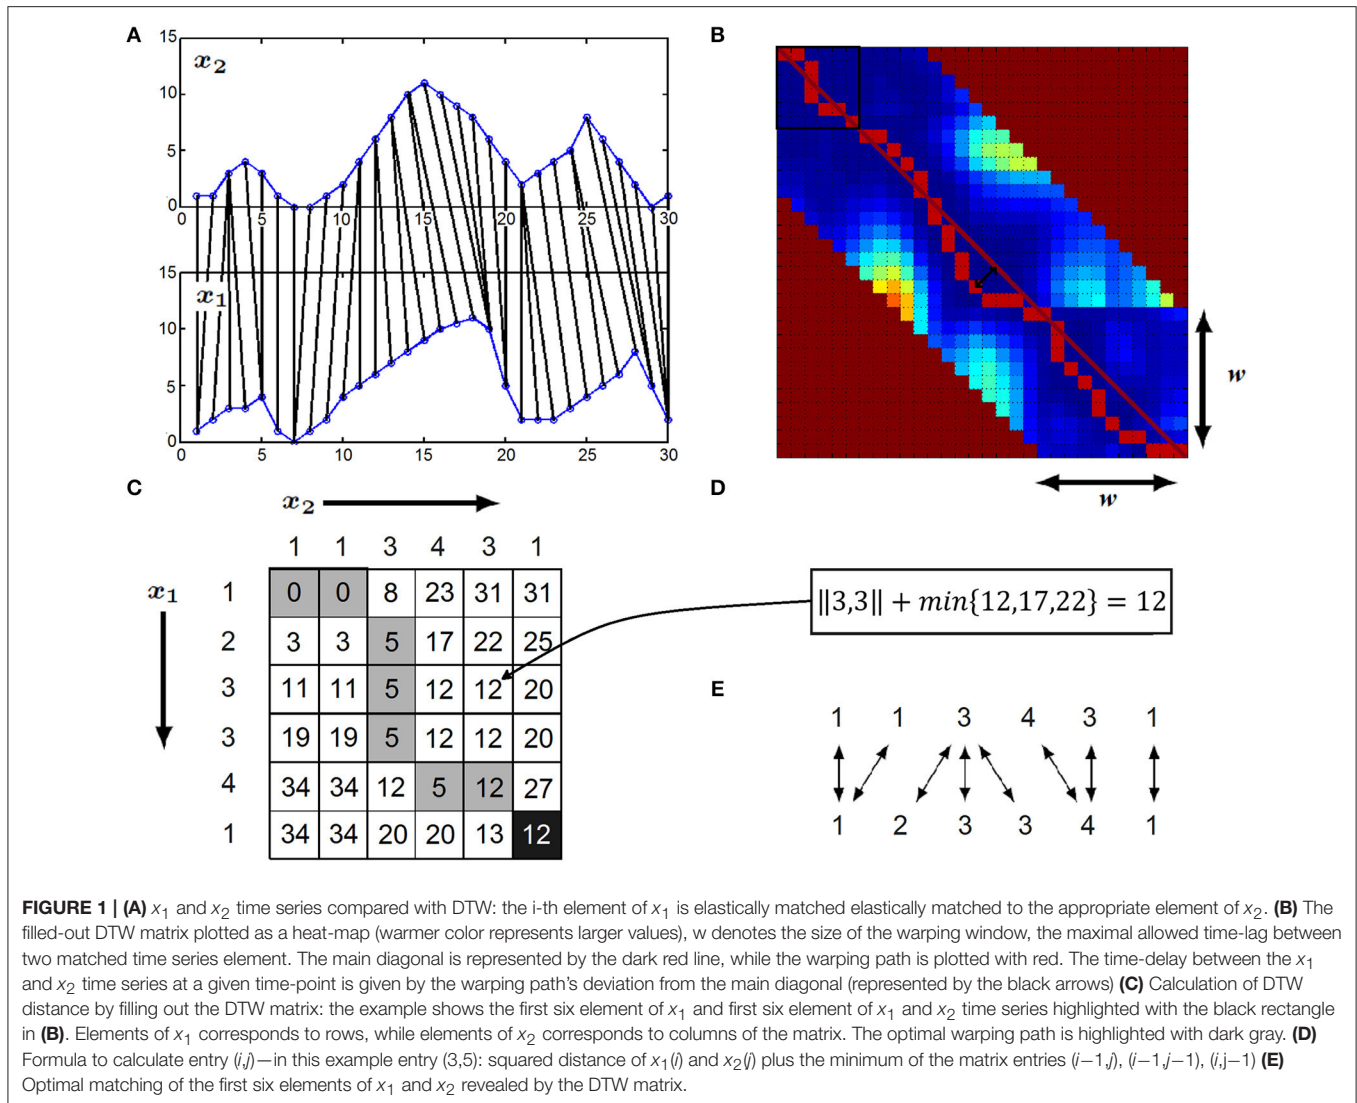 A
15
x2
10
5
0
0 5 10 15 20 25 30
15
x1
10
5
0
0 5 10 15 20 25 30
B
w
w
C
x2
1 1 3 4 3 1
x1
1 0 0 8 23 31 31
2 3 3 5 17 22 25
3 11 11 5 12 12 20
3 19 19 5 12 12 20
4 34 34 12 5 12 27
1 34 34 20 20 13 12
D
‖3,3‖ + min{12,17,22} = 12
E
1 1 3 4 3 1
1 2 3 3 4 1
FIGURE 1 | (A) x1 and x2 time series compared with DTW: the i-th element of x1 is elastically matched elastically matched to the appropriate element of x2. (B) The
filled-out DTW matrix plotted as a heat-map (warmer color represents larger values), w denotes the size of the warping window, the maximal allowed time-lag between
two matched time series element. The main diagonal is represented by the dark red line, while the warping path is plotted with red. The time-delay between the x1
and x2 time series at a given time-point is given by the warping path's deviation from the main diagonal (represented by the black arrows) (C) Calculation of DTW
distance by filling out the DTW matrix: the example shows the first six element of x1 and first six element of x1 and x2 time series highlighted with the black rectangle
in (B). Elements of x1 corresponds to rows, while elements of x2 corresponds to columns of the matrix. The optimal warping path is highlighted with dark gray. (D)
Formula to calculate entry (i,j)—in this example entry (3,5): squared distance of x1(i) and x2(j) plus the minimum of the matrix entries (i−1,j), (i−1,j−1), (i,j−1) (E)
Optimal matching of the first six elements of x1 and x2 revealed by the DTW matrix.